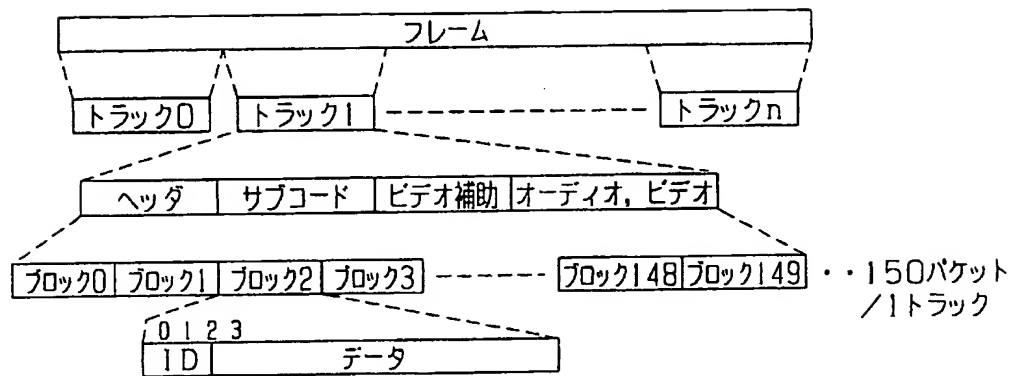 フレーム
トラック0 トラック1 トラックn
ヘッダ サブコード ビデオ補助 オーディオ, ビデオ
ブロック0 ブロック1 ブロック2 ブロック3 ブロック148 ブロック149 ‥150パケット
/1トラック
0 1 2 3
ID データ